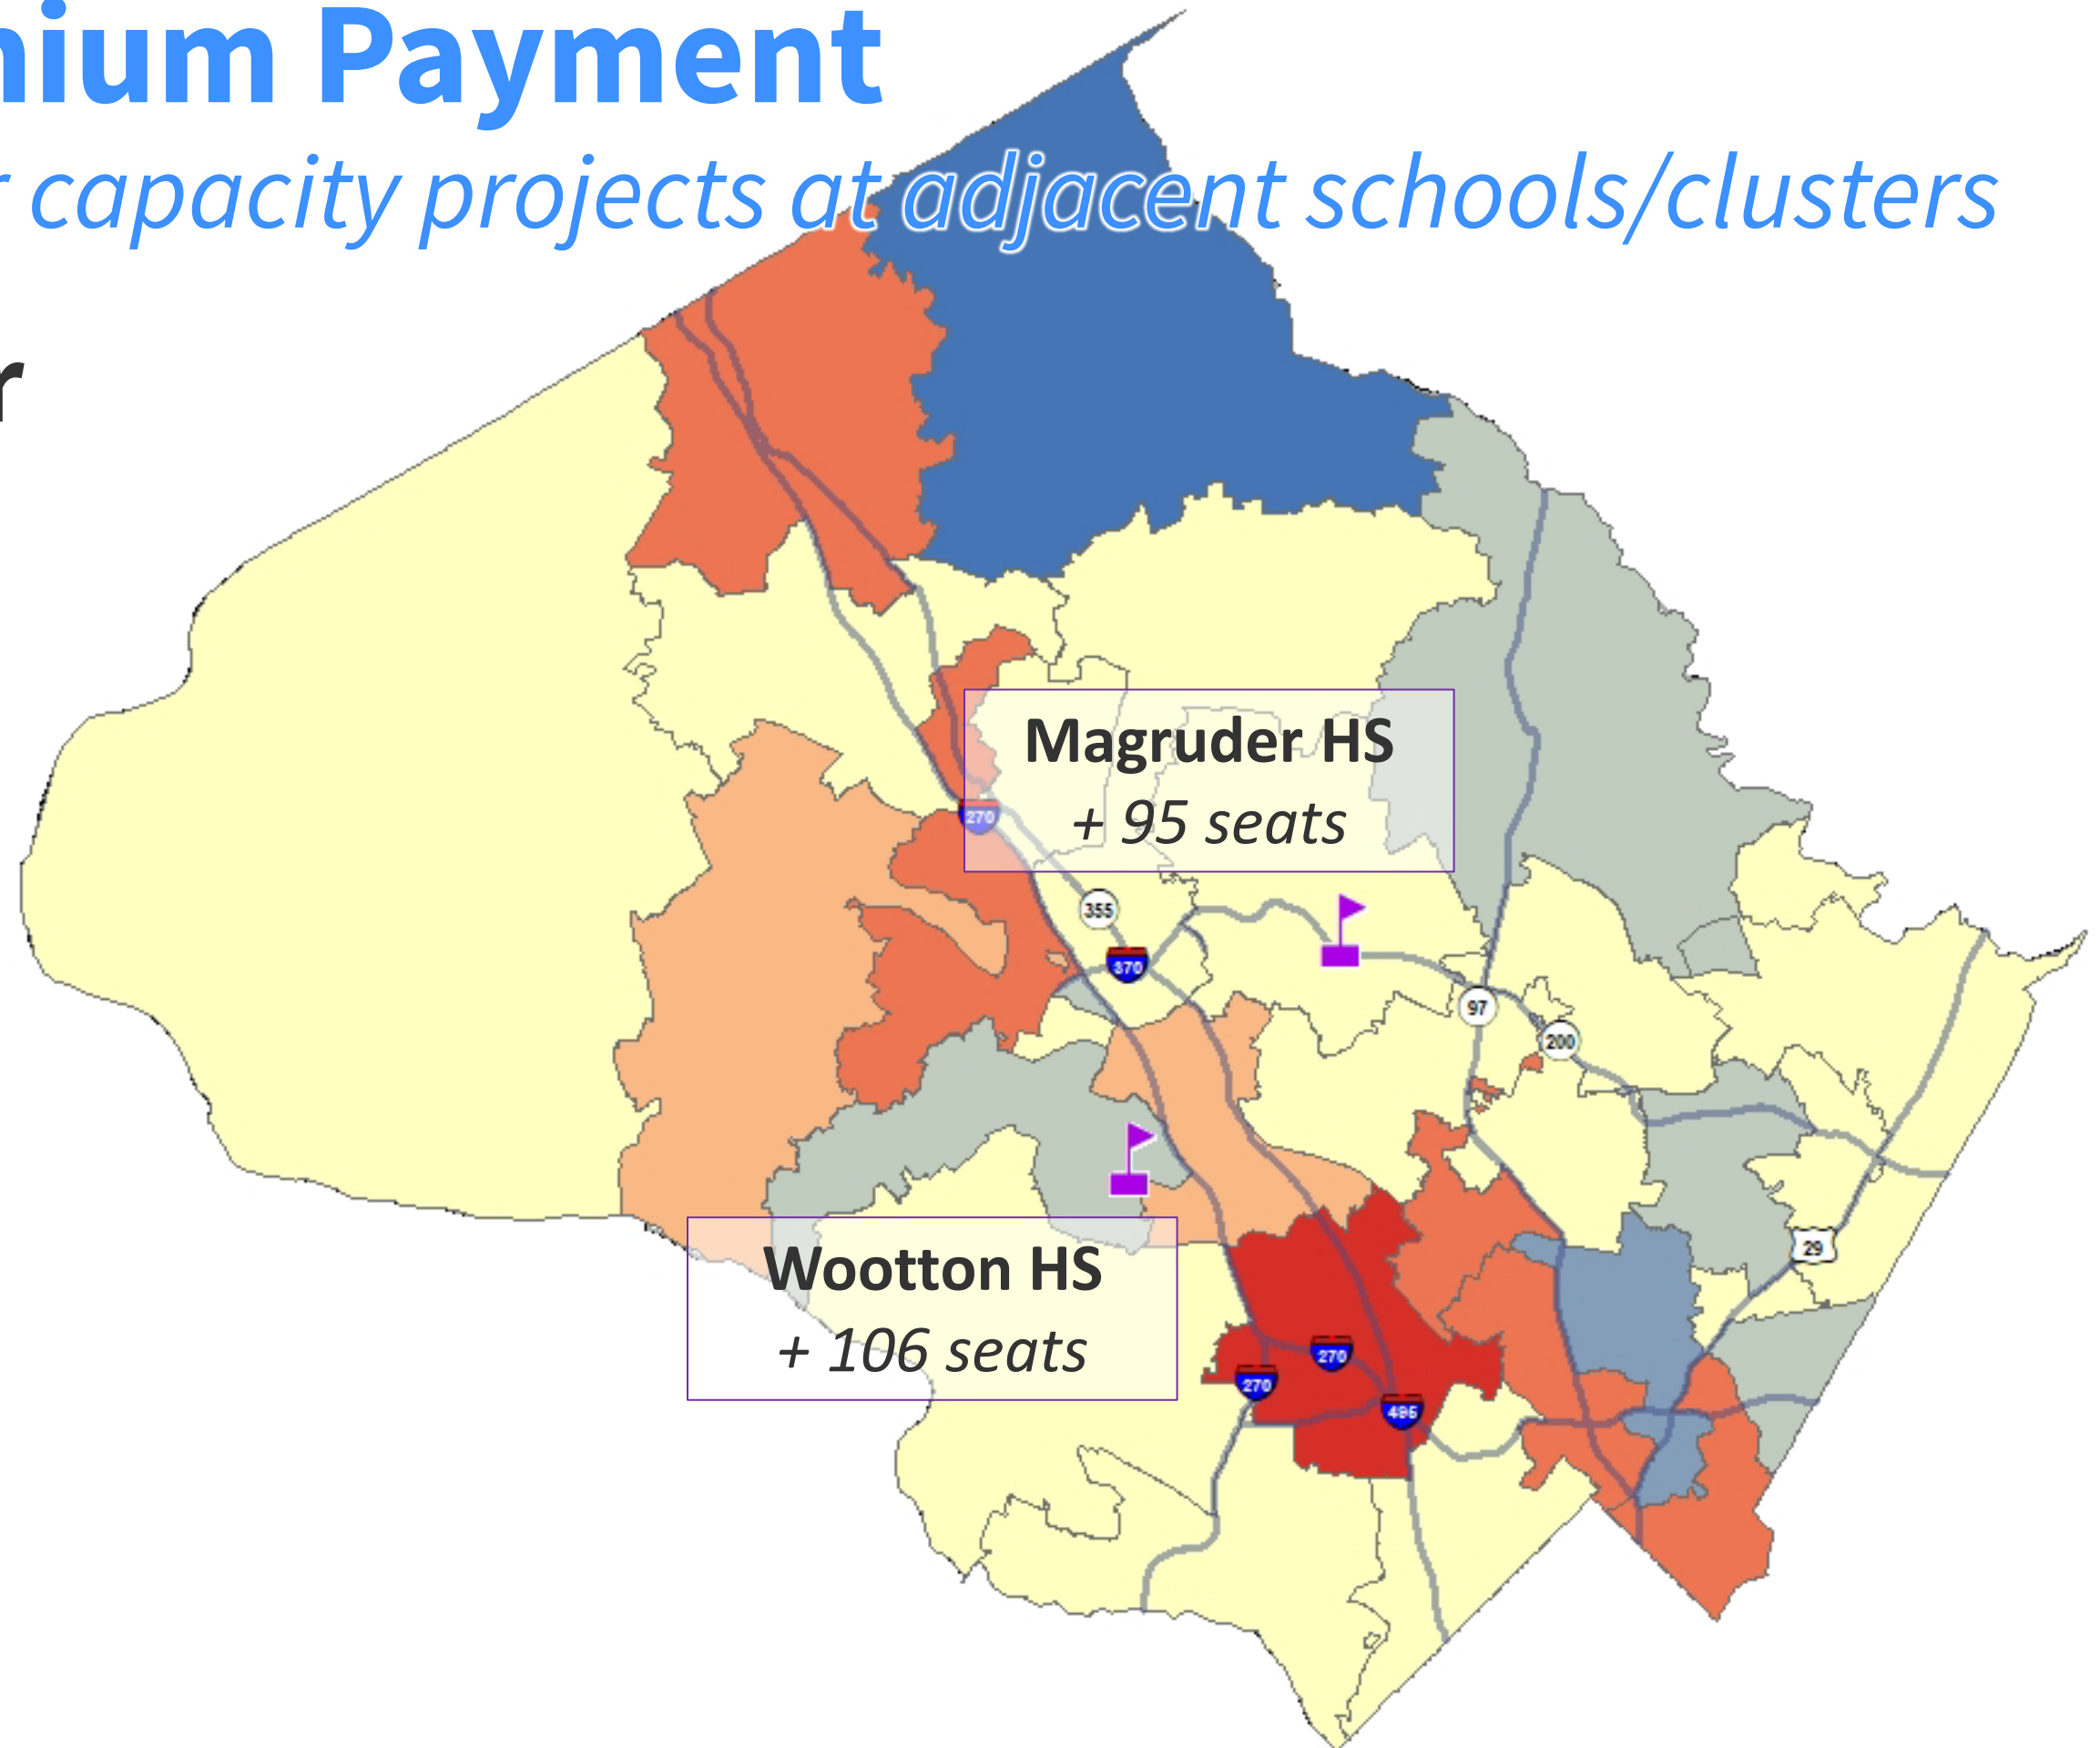 nium Payment
r capacity projects at adjacent schools/clusters
r
Magruder HS
+ 95 seats
270
355
370
97
200
Wootton HS
+ 106 seats
29
270
270
495